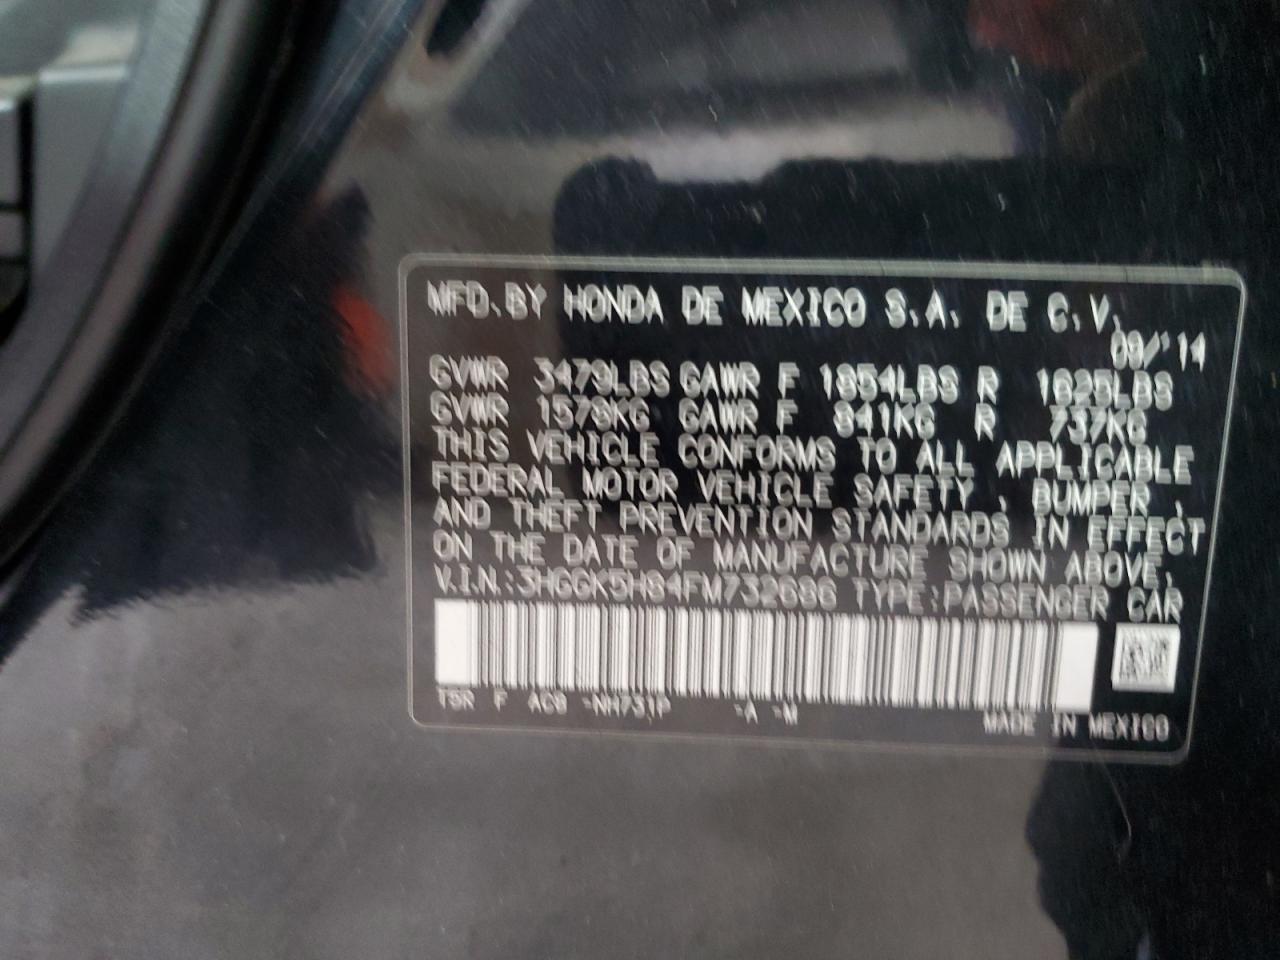 MFD.BY HONDA DE MEXICO S.A. DE C.V.
09/'14
GVWR 3479LBS GAWR F 1854LBS R 1625LBS
GVWR 1578KG GAWR F 841KG R 737KG
THIS VEHICLE CONFORMS TO ALL APPLICABLE
FEDERAL MOTOR VEHICLE SAFETY , BUMPER ,
AND THEFT PREVENTION STANDARDS IN EFFECT
ON THE DATE OF MANUFACTURE SHOWN ABOVE.
V.I.N.:3HGGK5H84FM732686 TYPE:PASSENGER CAR
T5R F AC9 -NH731P -A -M
MADE IN MEXICO